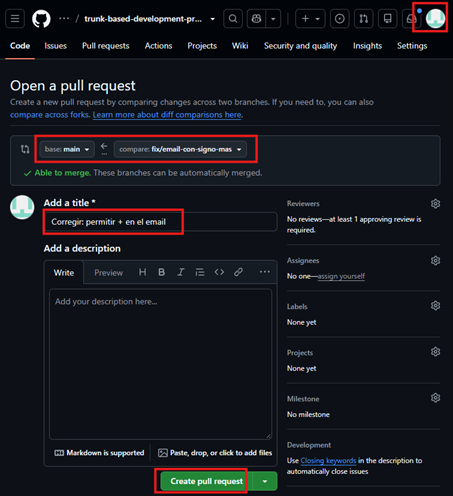 ··· / trunk-based-development-pr...
Code Issues Pull requests Actions Projects Wiki Security and quality Insights Settings
Open a pull request
Create a new pull request by comparing changes across two branches. If you need to, you can also
compare across forks. Learn more about diff comparisons here.
base: main ← compare: fix/email-con-signo-mas
✓ Able to merge. These branches can be automatically merged.
Add a title *
Corregir: permitir + en el email
Add a description
Write Preview H B I ···
Add your description here...
Markdown is supported Paste, drop, or click to add files
Create pull request
Reviewers
No reviews—at least 1 approving review is
required.
Assignees
No one—assign yourself
Labels
None yet
Projects
None yet
Milestone
No milestone
Development
Use Closing keywords in the description to
automatically close issues